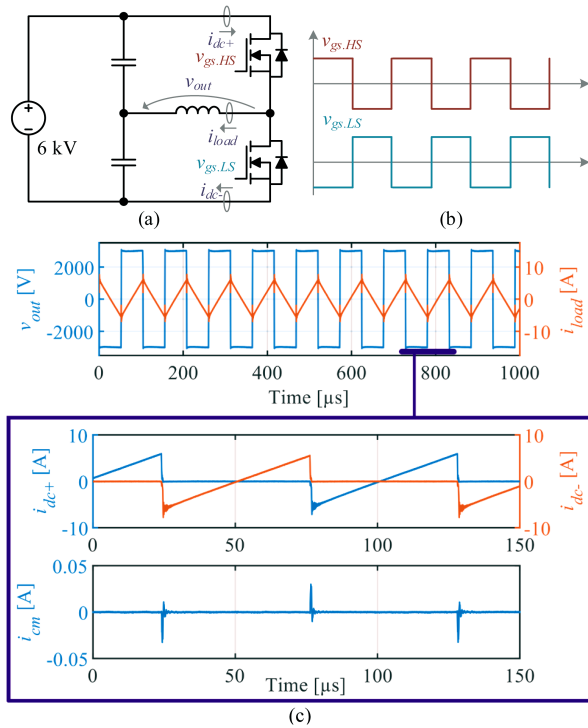 i_dc+
v_gs.HS
v_out
i_load
6 kV
v_gs.LS
i_dc-
(a)
v_gs.HS
v_gs.LS
(b)
v_out [V]
2000
0
-2000
10
0
-10
i_load [A]
0 200 400 600 800 1000
Time [µs]
i_dc+ [A]
10
0
-10
10
0
-10
i_dc- [A]
0 50 100 150
i_cm [A]
0.05
0
-0.05
0 50 100 150
Time [µs]
(c)